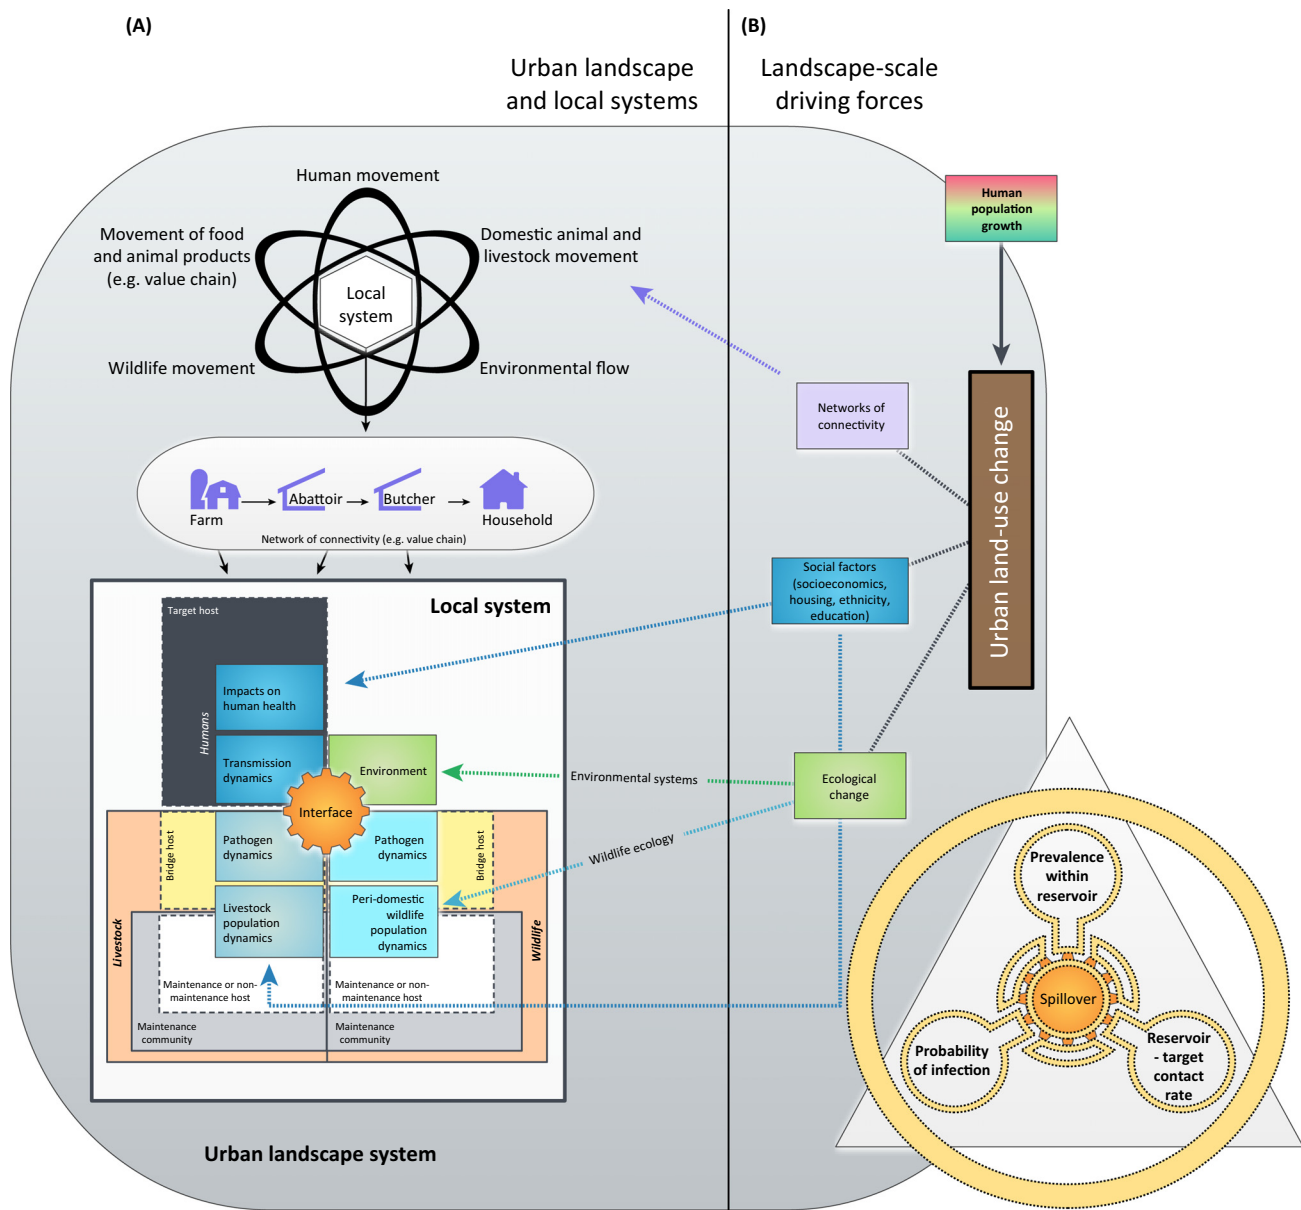 (A)
Urban landscape
and local systems
Human movement
Movement of food
and animal products
(e.g. value chain)
Domestic animal and
livestock movement
Local
system
Wildlife movement
Environmental flow
Farm
Abattoir
Butcher
Household
Network of connectivity (e.g. value chain)
Local system
Target host
Humans
Impacts on
human health
Transmission
dynamics
Environment
Interface
Bridge host
Pathogen
dynamics
Pathogen
dynamics
Bridge host
Livestock
population
dynamics
Peri-domestic
wildlife
population
dynamics
Livestock
Wildlife
Maintenance or non-
maintenance host
Maintenance or non-
maintenance host
Maintenance
community
Maintenance
community
Urban landscape system
(B)
Landscape-scale
driving forces
Human
population
growth
Networks of
connectivity
Urban land-use change
Social factors
(socioeconomics,
housing, ethnicity,
education)
Environmental systems
Wildlife ecology
Ecological
change
Prevalence
within
reservoir
Spillover
Probability
of infection
Reservoir
- target
contact
rate